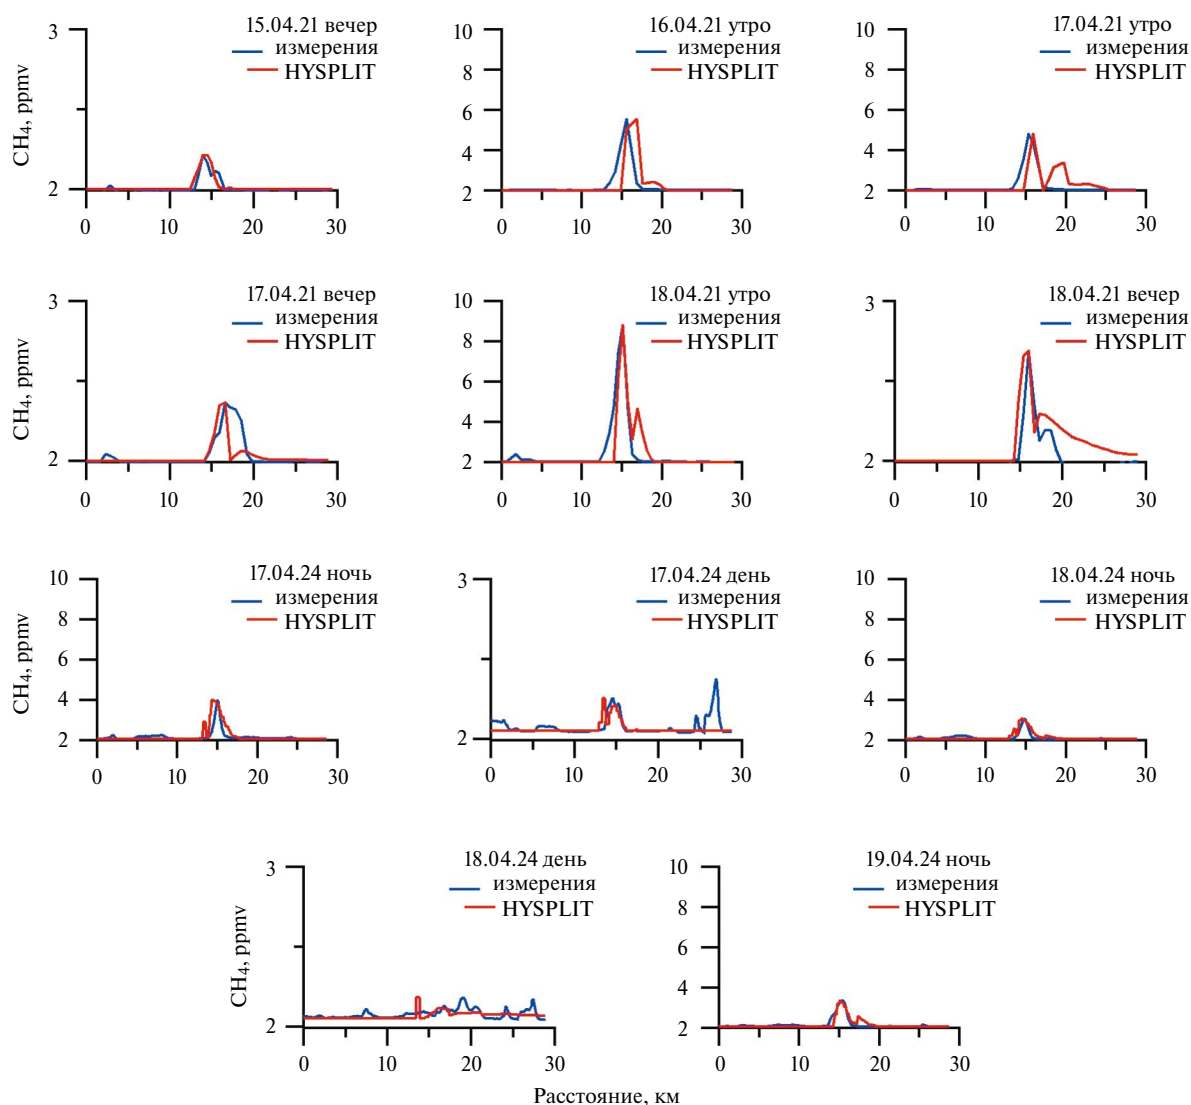 3
15.04.21 вечер
измерения
HYSPLIT
CH₄, ppmv
2
0 10 20 30
10
16.04.21 утро
измерения
8
HYSPLIT
6
4
2
0 10 20 30
10
17.04.21 утро
измерения
8
HYSPLIT
6
4
2
0 10 20 30
3
17.04.21 вечер
измерения
HYSPLIT
CH₄, ppmv
2
0 10 20 30
10
18.04.21 утро
измерения
8
HYSPLIT
6
4
2
0 10 20 30
3
18.04.21 вечер
измерения
HYSPLIT
2
0 10 20 30
10
17.04.24 ночь
измерения
8
HYSPLIT
6
CH₄, ppmv
4
2
0 10 20 30
3
17.04.24 день
измерения
HYSPLIT
2
0 10 20 30
10
18.04.24 ночь
измерения
8
HYSPLIT
6
4
2
0 10 20 30
3
18.04.24 день
измерения
HYSPLIT
CH₄, ppmv
2
0 10 20 30
10
19.04.24 ночь
измерения
8
HYSPLIT
6
4
2
0 10 20 30
Расстояние, км